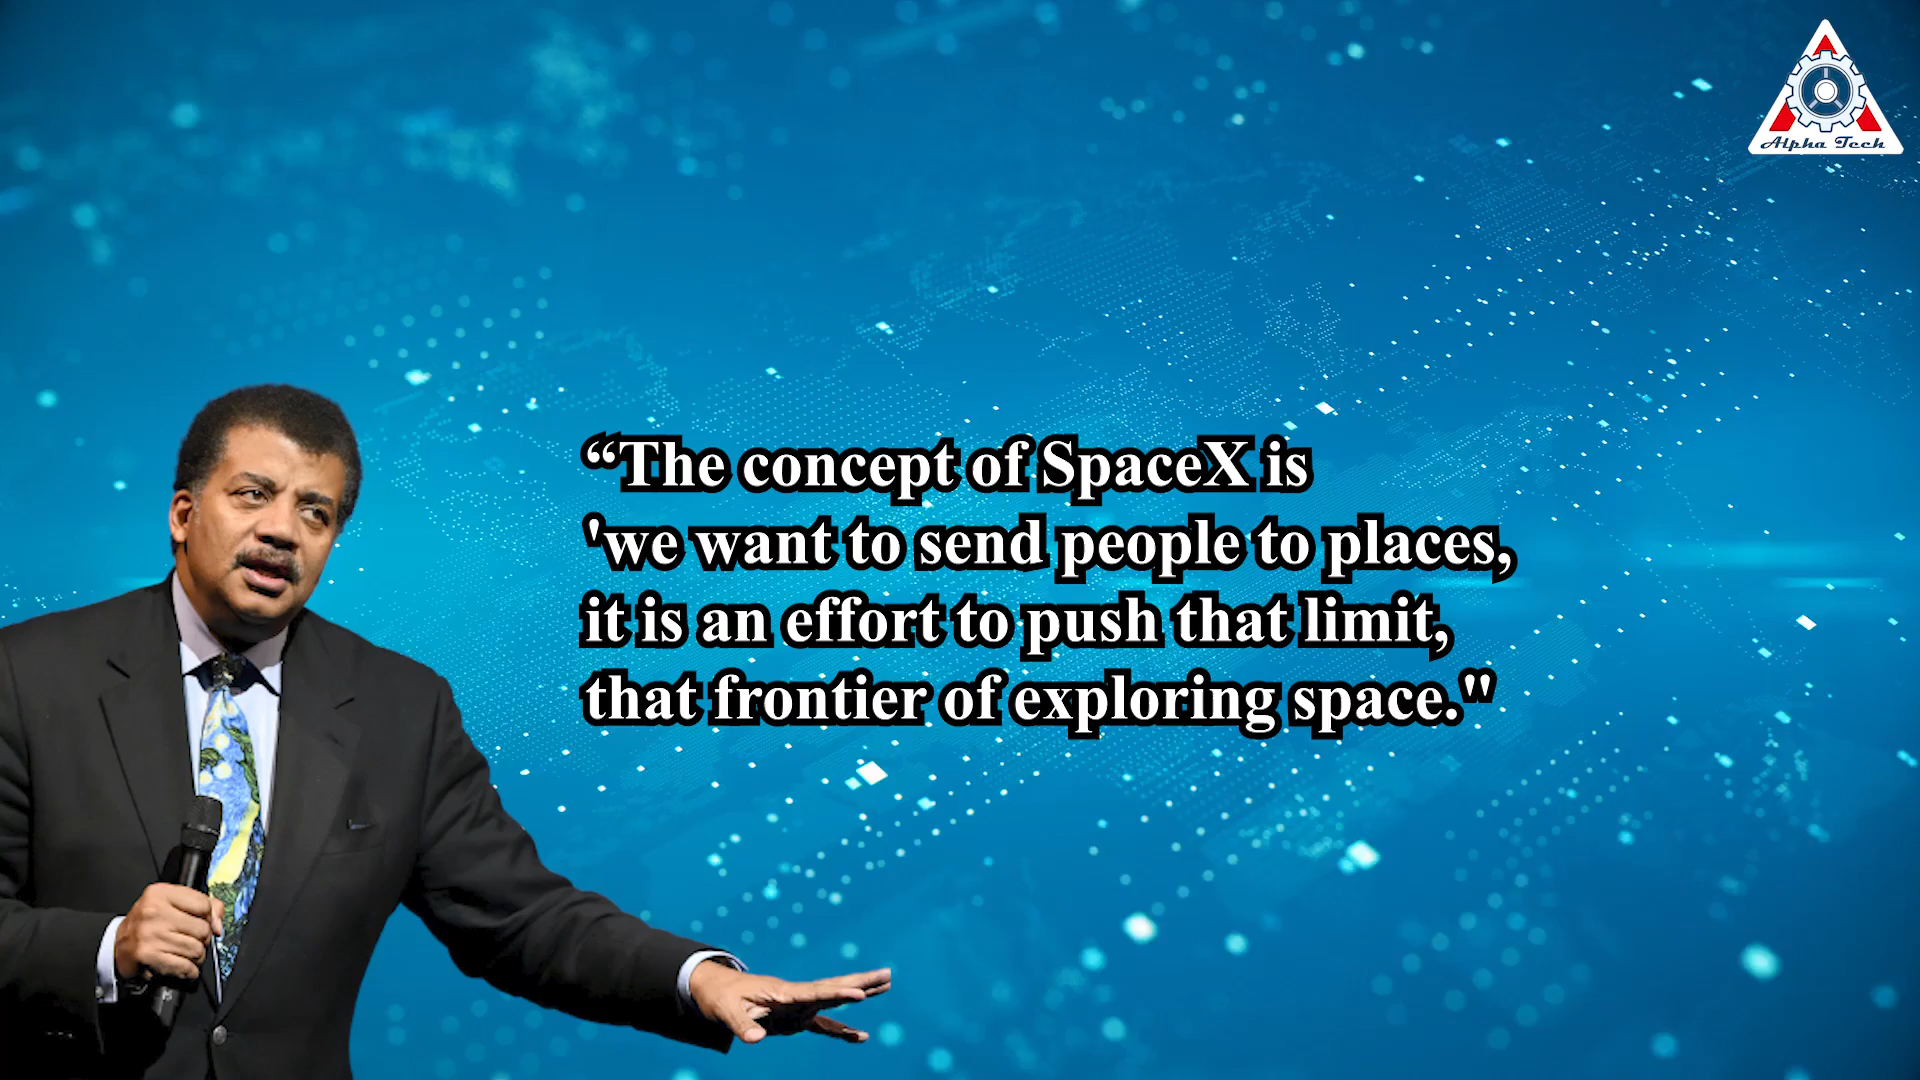 Alpha Tech
“The concept of SpaceX is
'we want to send people to places,
it is an effort to push that limit,
that frontier of exploring space."